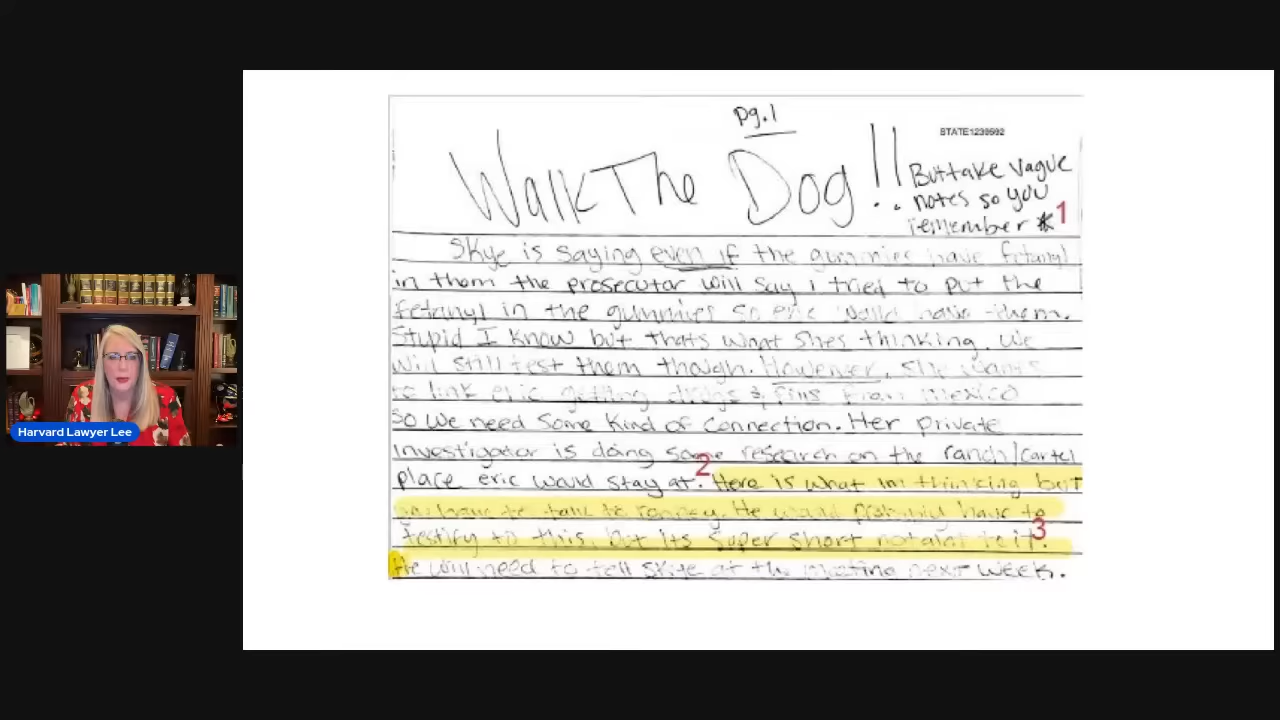 pg.1
STATE1239592
Walk The Dog!!
But take vague
notes so you
remember *1
Skye is saying even if the gummies have fetanyl
in them the prosecutor will say I tried to put the
fetanyl in the gummies so eric would have them.
Stupid I know but thats what shes thinking. We
will still test them though. However, she wants
to link eric getting drugs & pills from mexico
so we need some kind of connection. Her private
investigator is doing some research on the ranch/cartel
place eric would stay at. 2 Here is what im thinking but
you have to talk to ronney. He would probably have to
testify to this, but its super short not alot to it. 3
He will need to tell Skye at the meeting next week.
Harvard Lawyer Lee